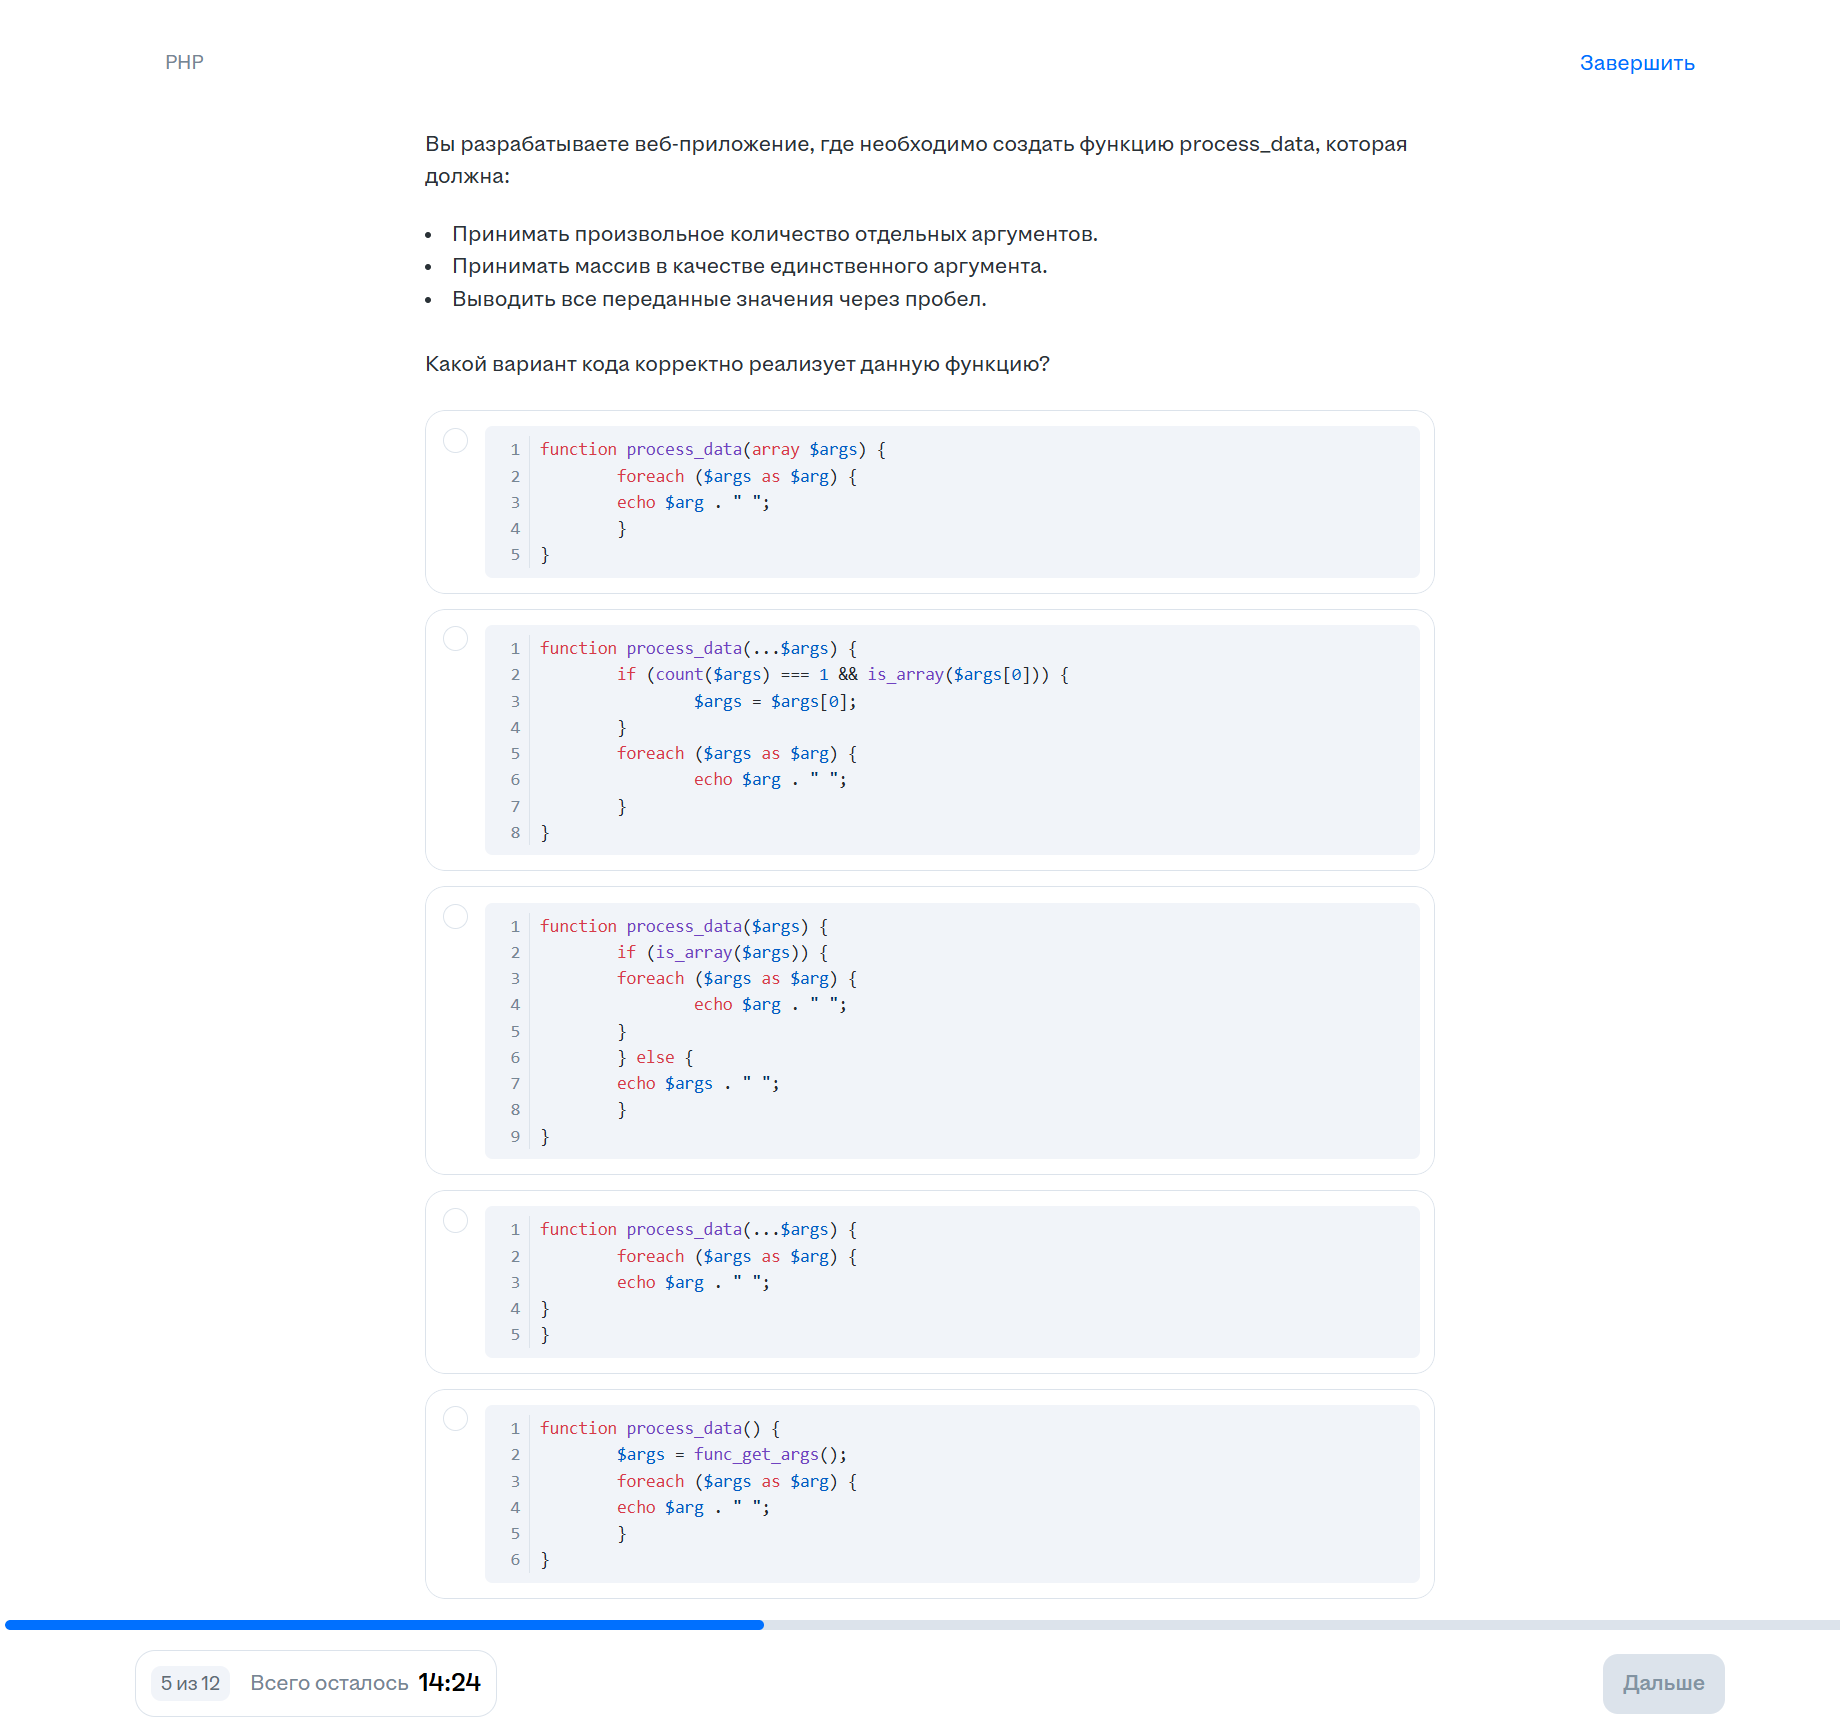 PHP
Завершить
Вы разрабатываете веб-приложение, где необходимо создать функцию process_data, которая
должна:
• Принимать произвольное количество отдельных аргументов.
• Принимать массив в качестве единственного аргумента.
• Выводить все переданные значения через пробел.
Какой вариант кода корректно реализует данную функцию?
1 function process_data(array $args) {
2         foreach ($args as $arg) {
3         echo $arg . " ";
4         }
5 }
1 function process_data(...$args) {
2         if (count($args) === 1 && is_array($args[0])) {
3                 $args = $args[0];
4         }
5         foreach ($args as $arg) {
6                 echo $arg . " ";
7         }
8 }
1 function process_data($args) {
2         if (is_array($args)) {
3         foreach ($args as $arg) {
4                 echo $arg . " ";
5         }
6         } else {
7         echo $args . " ";
8         }
9 }
1 function process_data(...$args) {
2         foreach ($args as $arg) {
3         echo $arg . " ";
4 }
5 }
1 function process_data() {
2         $args = func_get_args();
3         foreach ($args as $arg) {
4         echo $arg . " ";
5         }
6 }
5 из 12 Всего осталось 14:24
Дальше